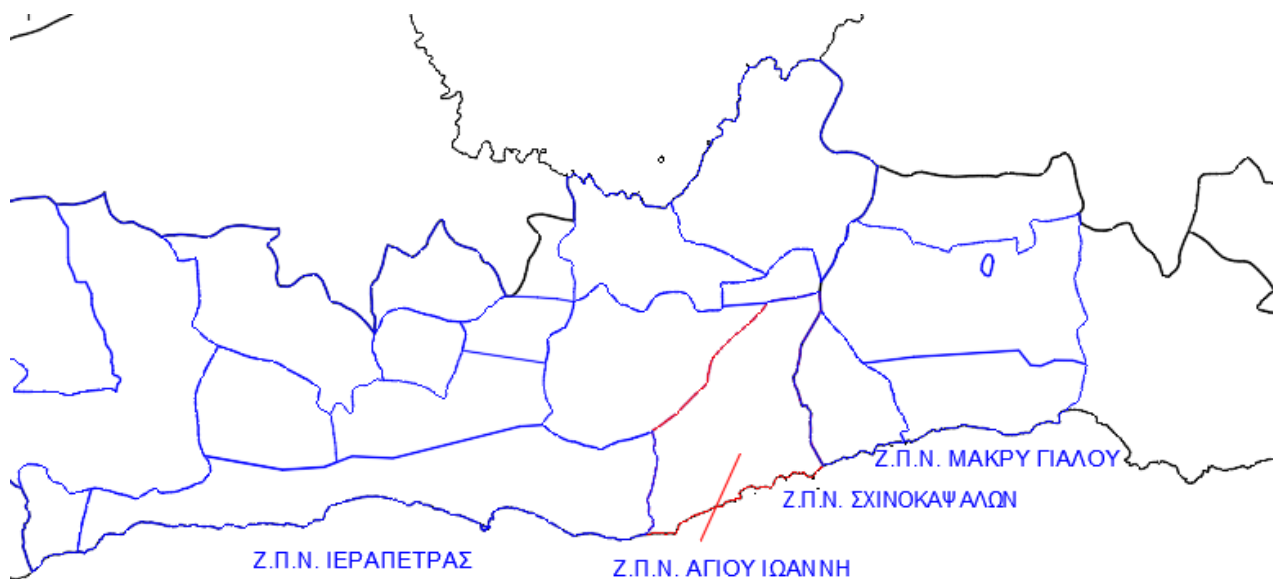 Ζ.Π.Ν. ΜΑΚΡΥ ΓΙΑΛΟΥ
Ζ.Π.Ν. ΣΧΙΝΟΚΑΨΑΛΩΝ
Ζ.Π.Ν. ΙΕΡΑΠΕΤΡΑΣ
Ζ.Π.Ν. ΑΓΙΟΥ ΙΩΑΝΝΗ